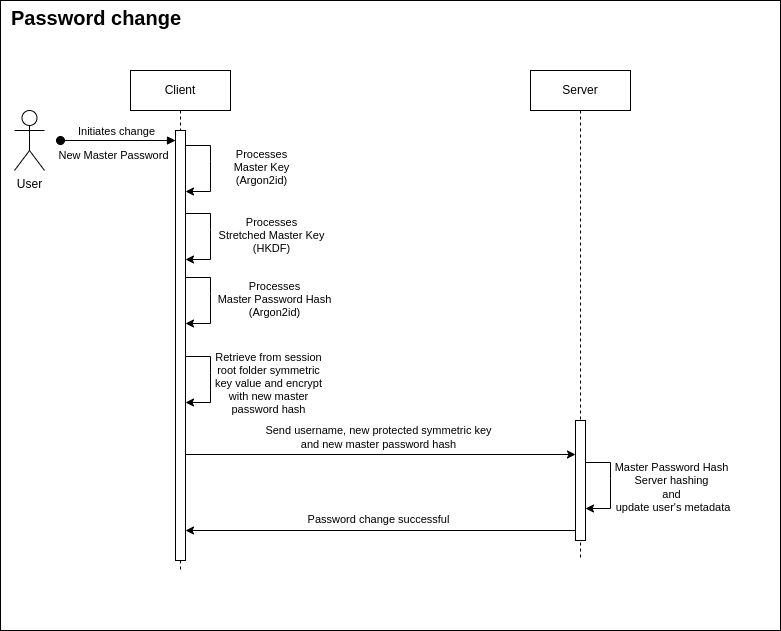 Password change
Client
Server
User
Initiates change
New Master Password
Processes
Master Key
(Argon2id)
Processes
Stretched Master Key
(HKDF)
Processes
Master Password Hash
(Argon2id)
Retrieve from session
root folder symmetric
key value and encrypt
with new master
password hash
Send username, new protected symmetric key
and new master password hash
Master Password Hash
Server hashing
and
update user's metadata
Password change successful